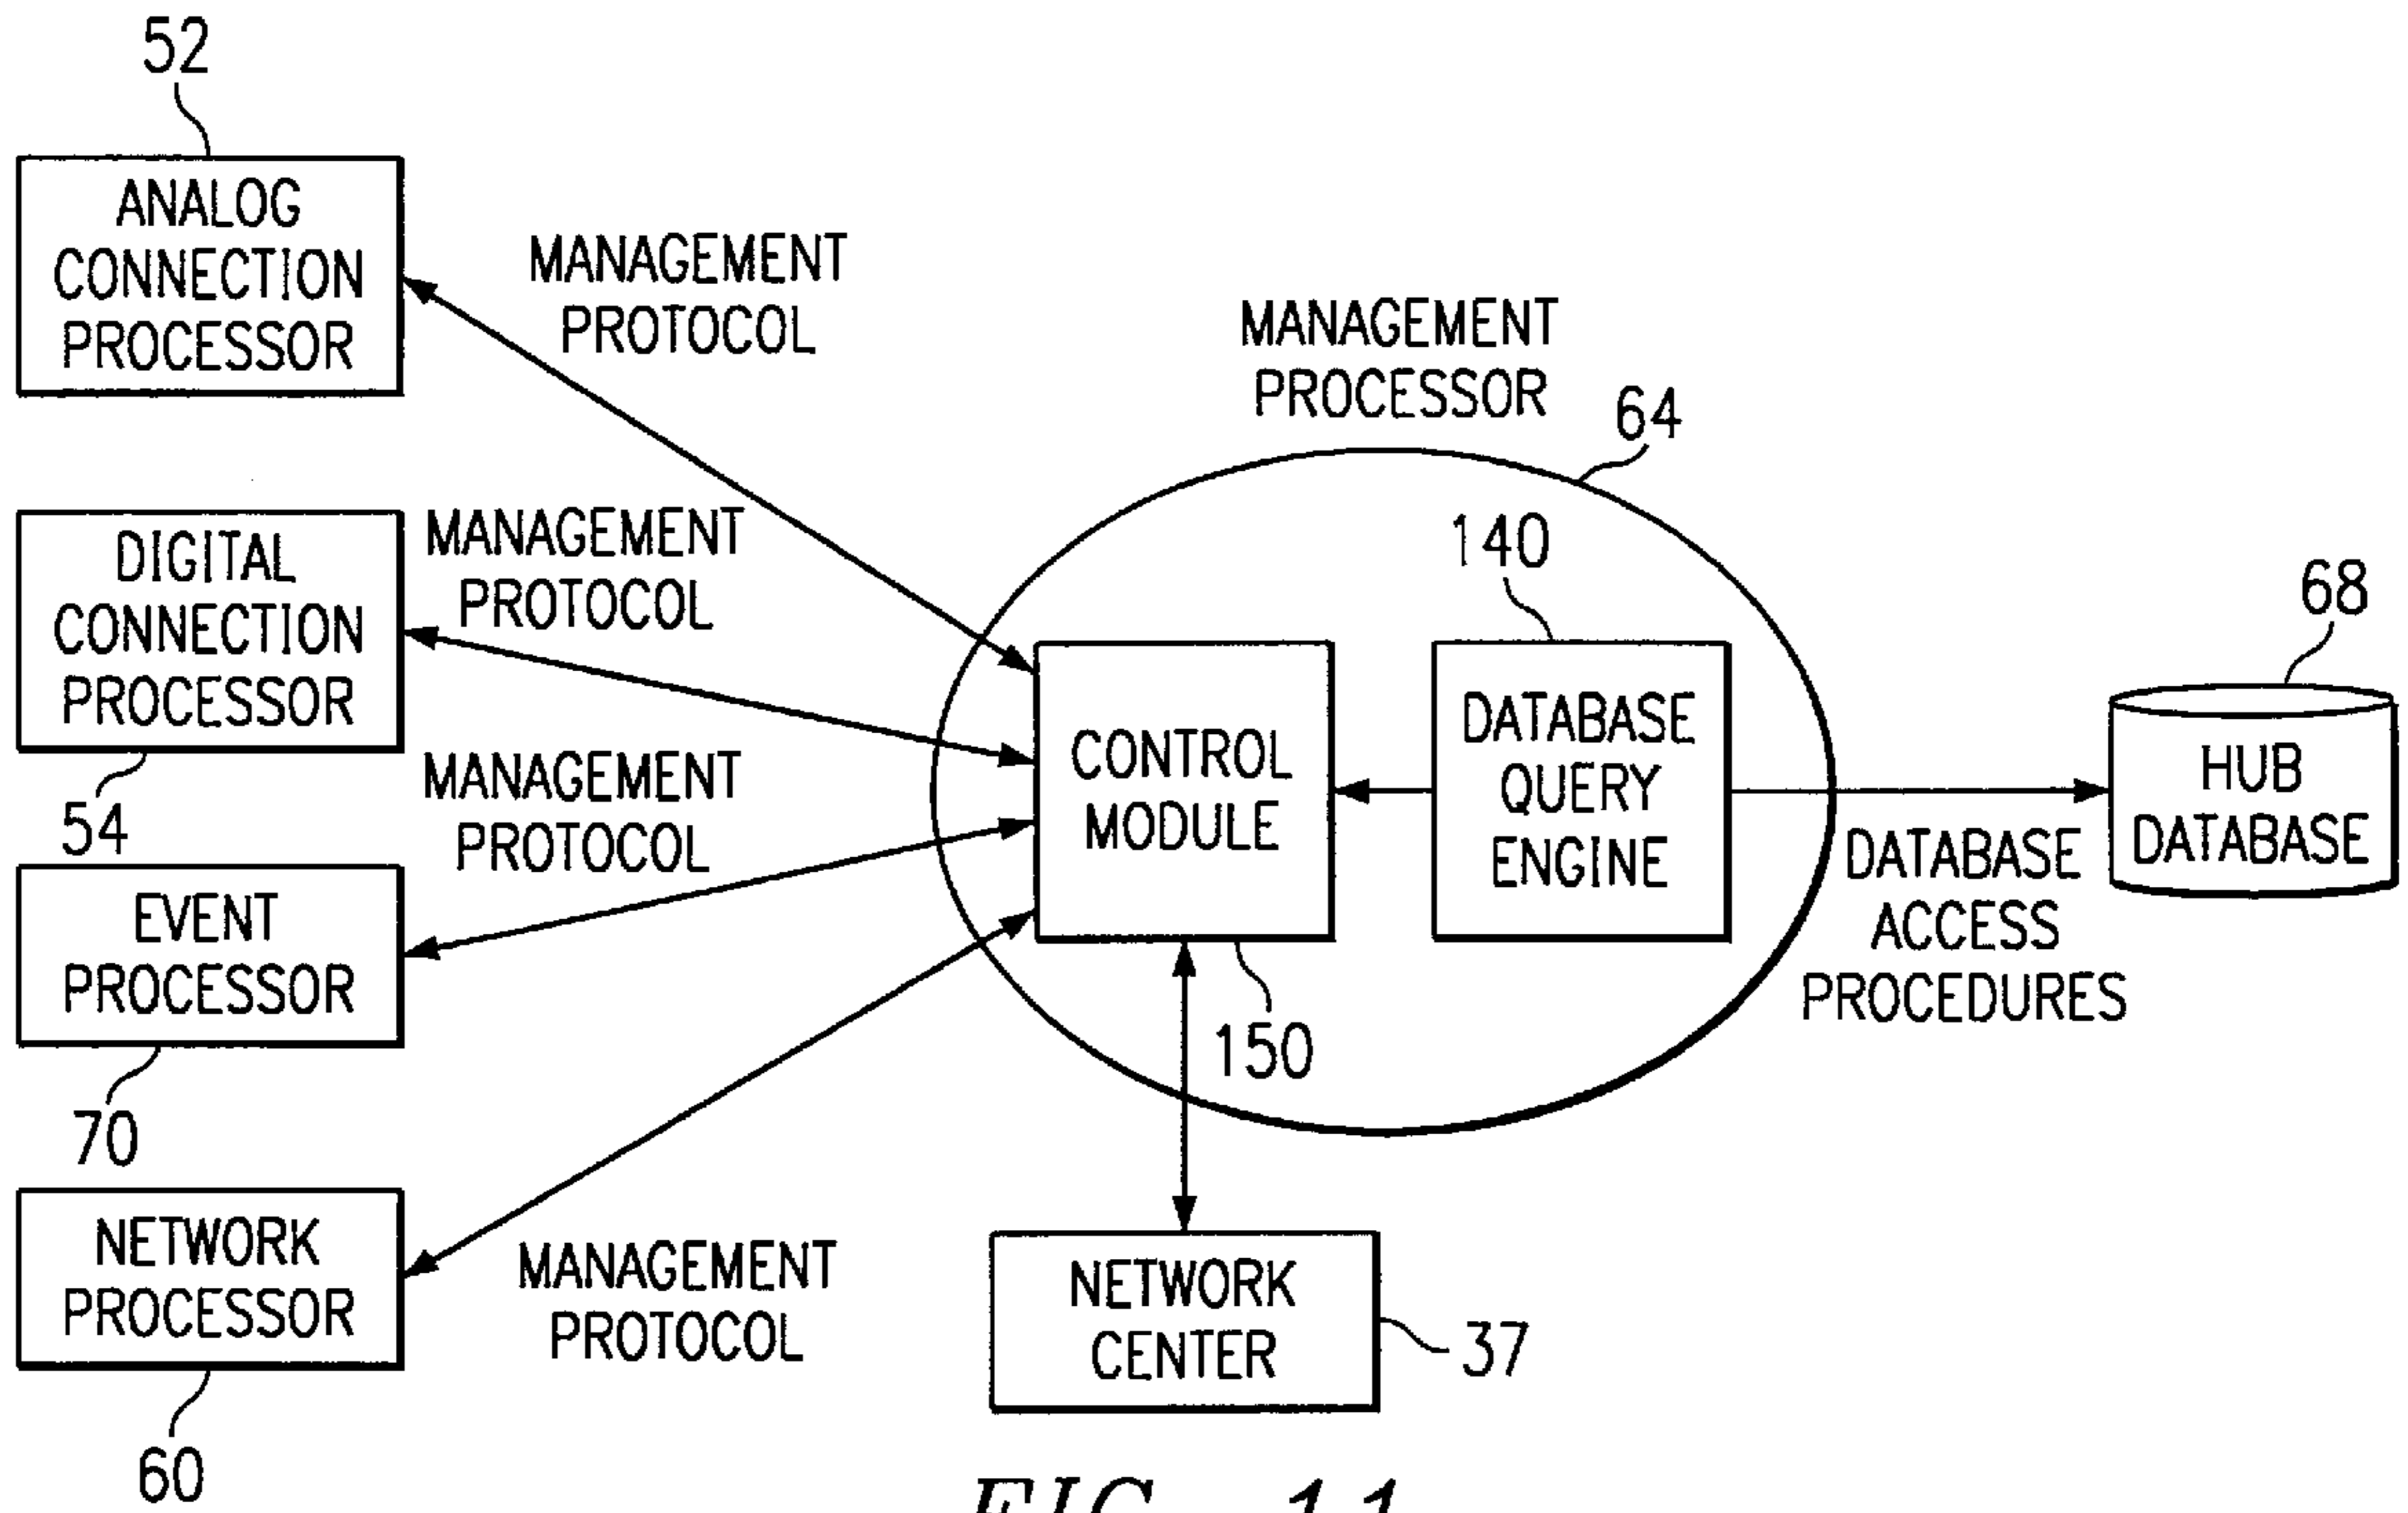 52
ANALOG
CONNECTION
PROCESSOR
MANAGEMENT
PROTOCOL
DIGITAL
CONNECTION
PROCESSOR
54
MANAGEMENT
PROTOCOL
EVENT
PROCESSOR
70
MANAGEMENT
PROTOCOL
NETWORK
PROCESSOR
60
MANAGEMENT
PROTOCOL
MANAGEMENT
PROCESSOR
64
CONTROL
MODULE
150
140
DATABASE
QUERY
ENGINE
68
HUB
DATABASE
DATABASE
ACCESS
PROCEDURES
NETWORK
CENTER
37
FIG. 11